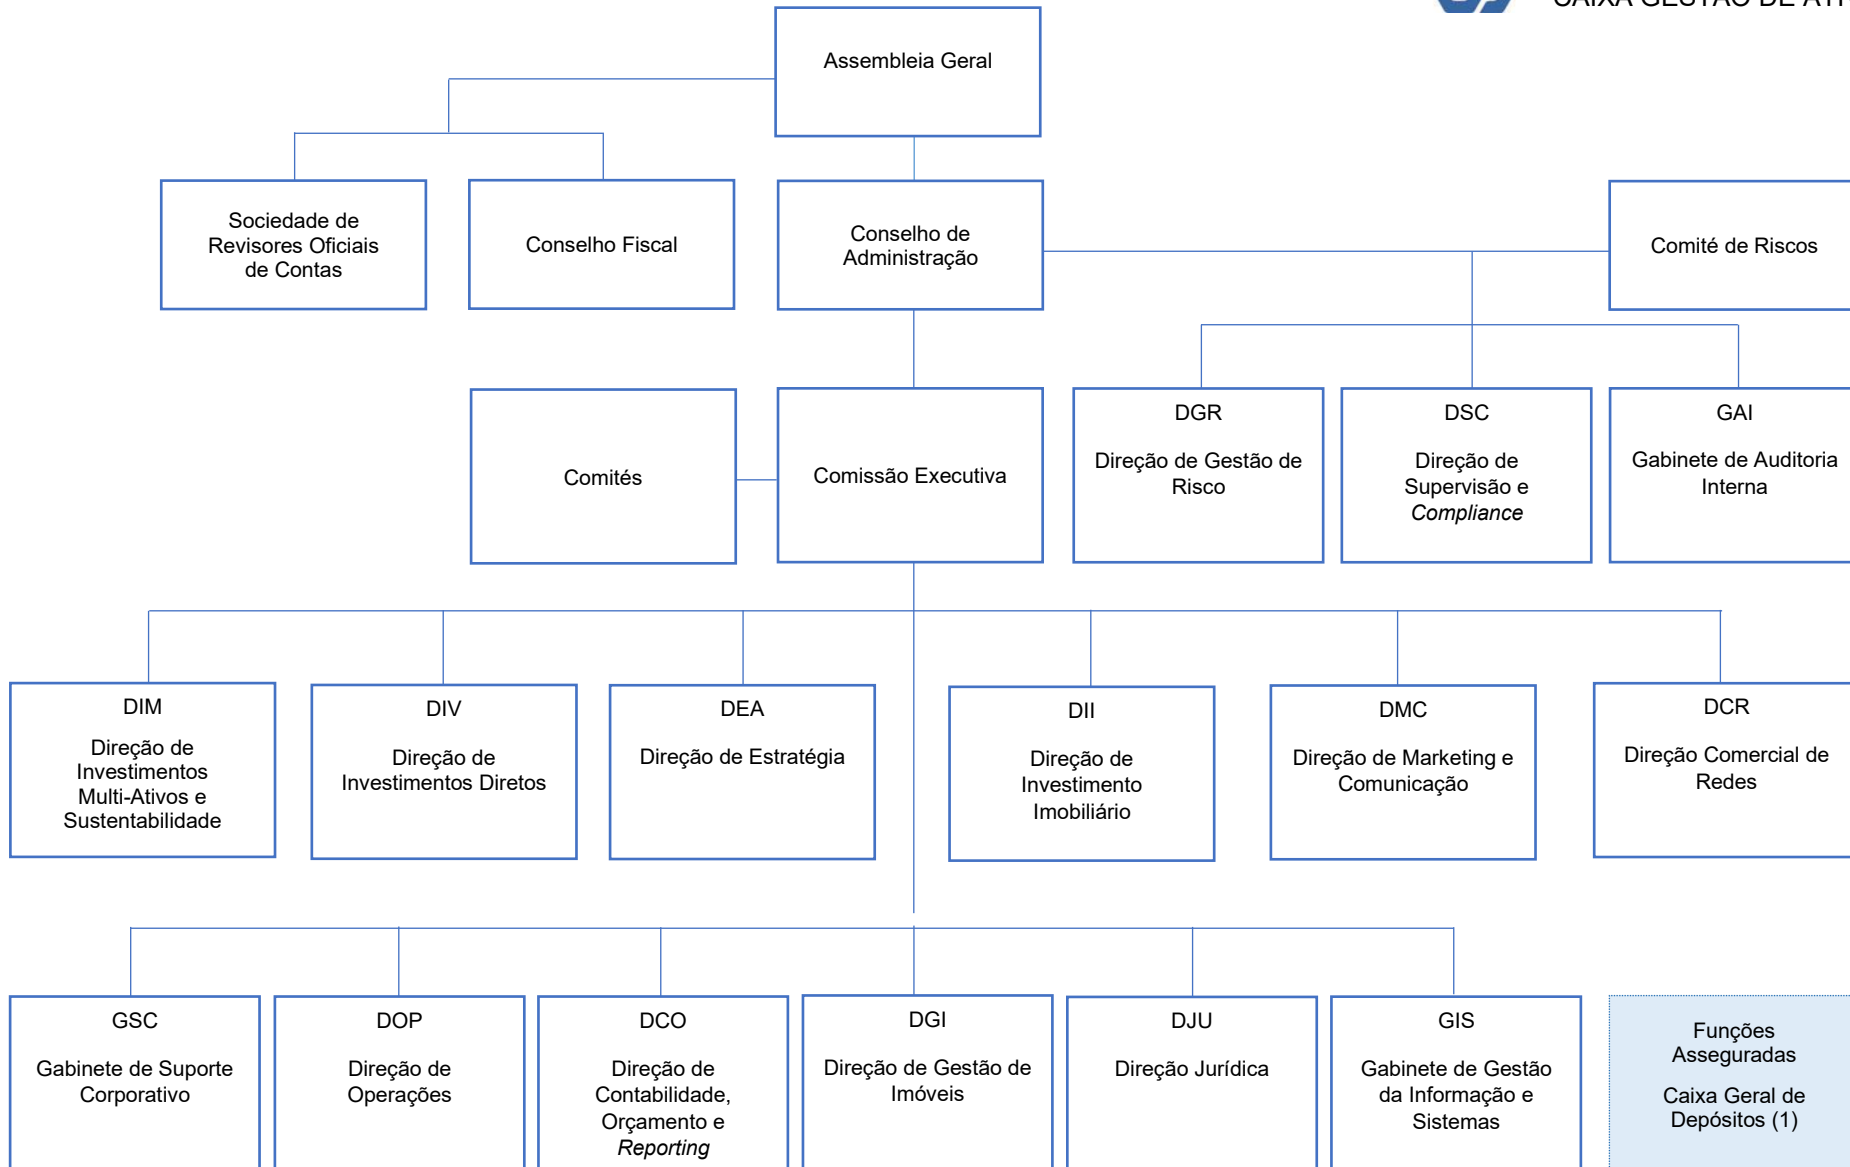 CAIXA GESTÃO DE
Assembleia Geral
Sociedade de
Revisores Oficiais
de Contas
Conselho Fiscal
Conselho de
Administração
Comité de Riscos
Comités
Comissão Executiva
DGR
Direção de Gestão de
Risco
DSC
Direção de
Supervisão e
Compliance
GAI
Gabinete de Auditoria
Interna
DIM
Direção de
Investimentos
Multi-Ativos e
Sustentabilidade
DIV
Direção de
Investimentos Diretos
DEA
Direção de Estratégia
DII
Direção de
Investimento
Imobiliário
DMC
Direção de Marketing e
Comunicação
DCR
Direção Comercial de
Redes
GSC
Gabinete de Suporte
Corporativo
DOP
Direção de
Operações
DCO
Direção de
Contabilidade,
Orçamento e
Reporting
DGI
Direção de Gestão de
Imóveis
DJU
Direção Jurídica
GIS
Gabinete de Gestão
da Informação e
Sistemas
Funções
Asseguradas
Caixa Geral de
Depósitos (1)